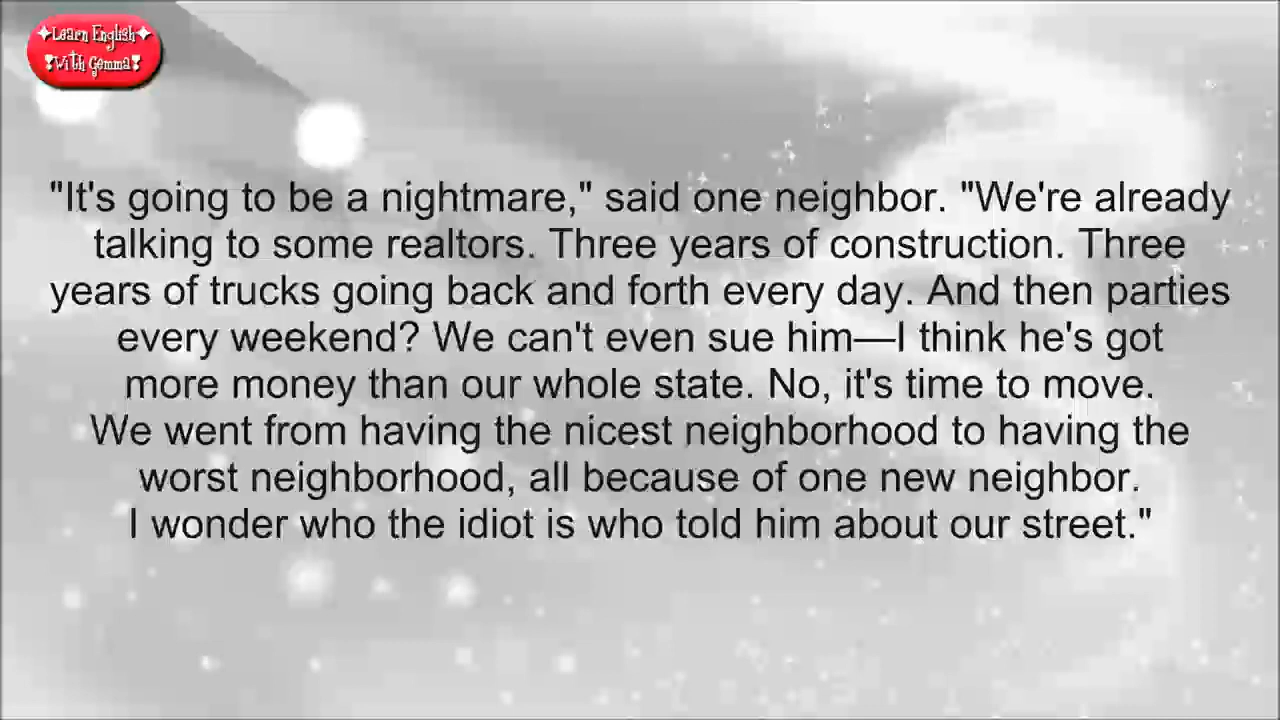 ✦Learn English✦
❣With Gemma❣
"It's going to be a nightmare," said one neighbor. "We're already
talking to some realtors. Three years of construction. Three
years of trucks going back and forth every day. And then parties
every weekend? We can't even sue him—I think he's got
more money than our whole state. No, it's time to move.
We went from having the nicest neighborhood to having the
worst neighborhood, all because of one new neighbor.
I wonder who the idiot is who told him about our street."